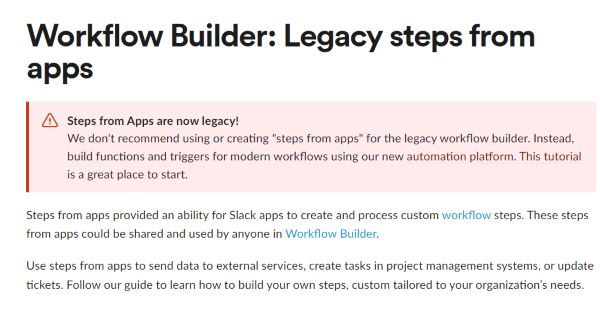 Workflow Builder: Legacy steps from
apps
Steps from Apps are now legacy!
We don't recommend using or creating "steps from apps" for the legacy workflow builder. Instead,
build functions and triggers for modern workflows using our new automation platform. This tutorial
is a great place to start.
Steps from apps provided an ability for Slack apps to create and process custom workflow steps. These steps
from apps could be shared and used by anyone in Workflow Builder.
Use steps from apps to send data to external services, create tasks in project management systems, or update
tickets. Follow our guide to learn how to build your own steps, custom tailored to your organization's needs.